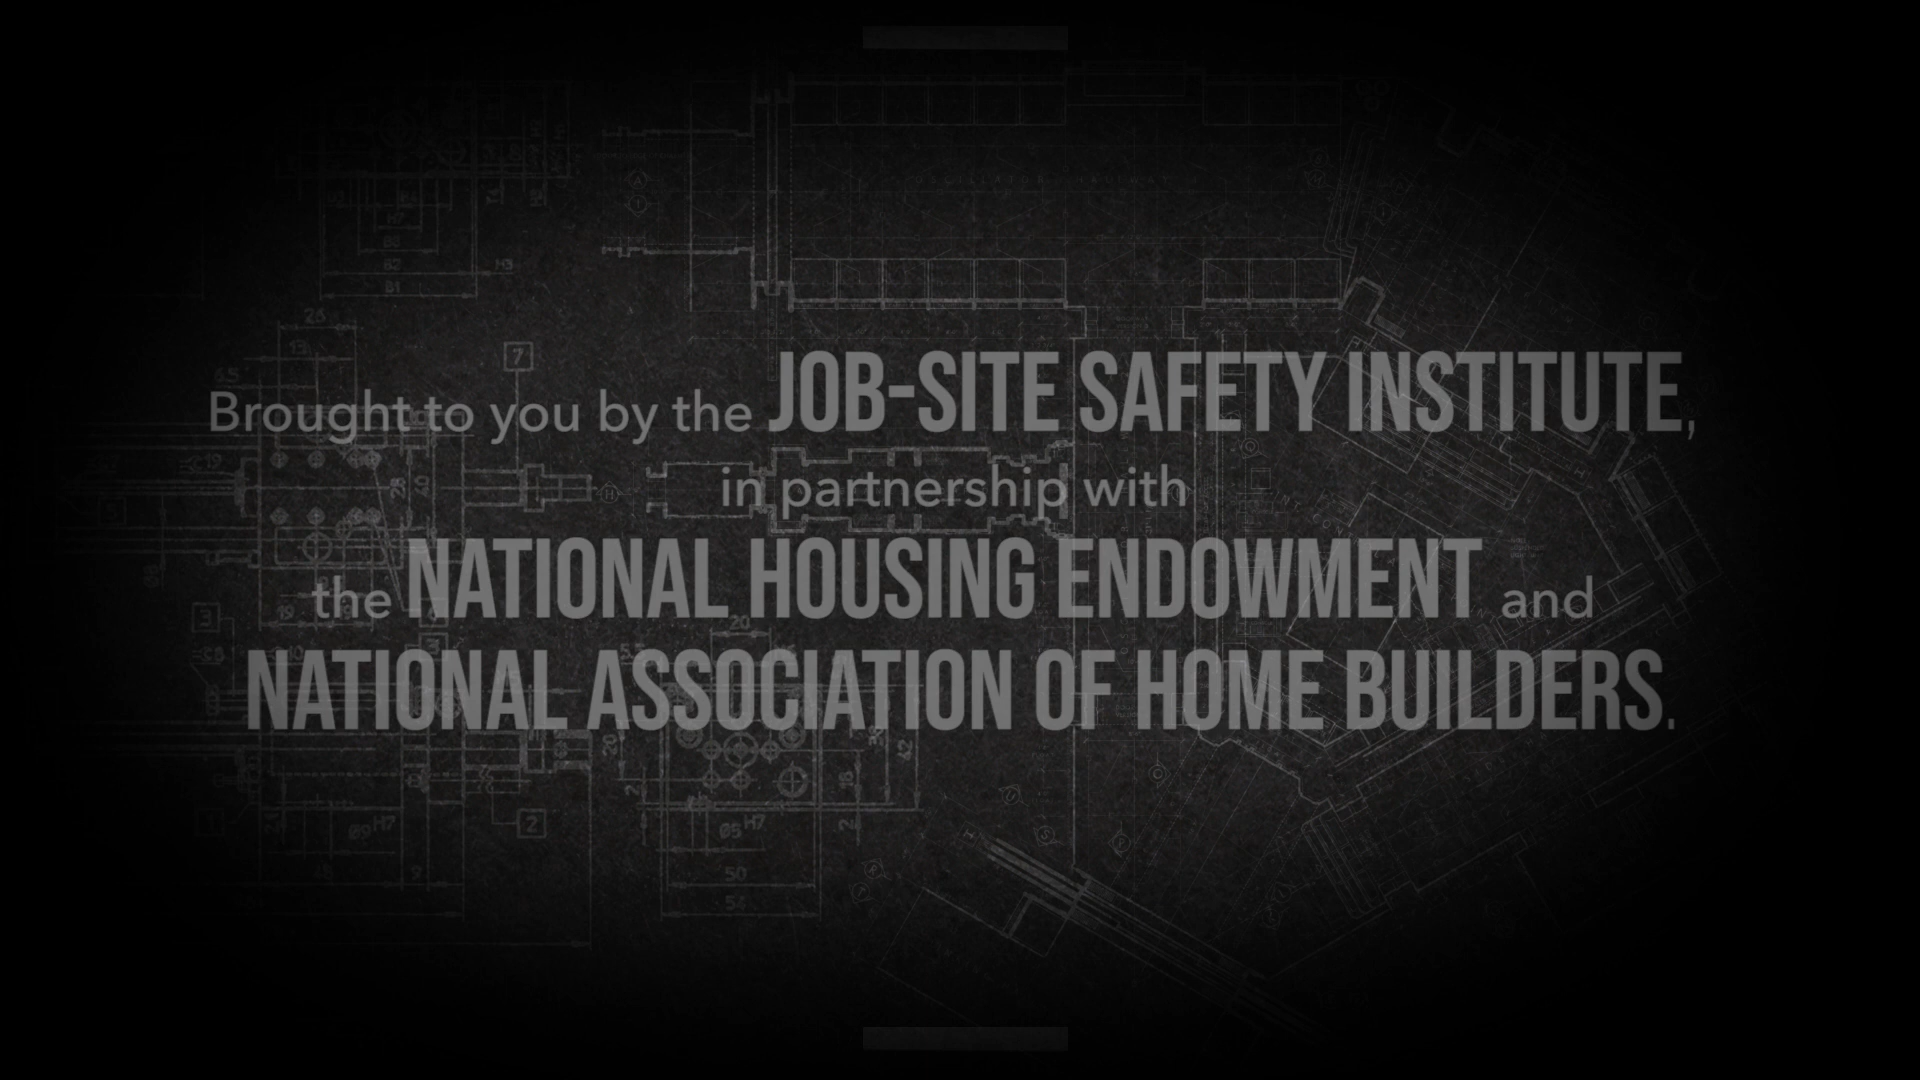 Brought to you by the JOB-SITE SAFETY INSTITUTE,
in partnership with
the NATIONAL HOUSING ENDOWMENT and
NATIONAL ASSOCIATION OF HOME BUILDERS.